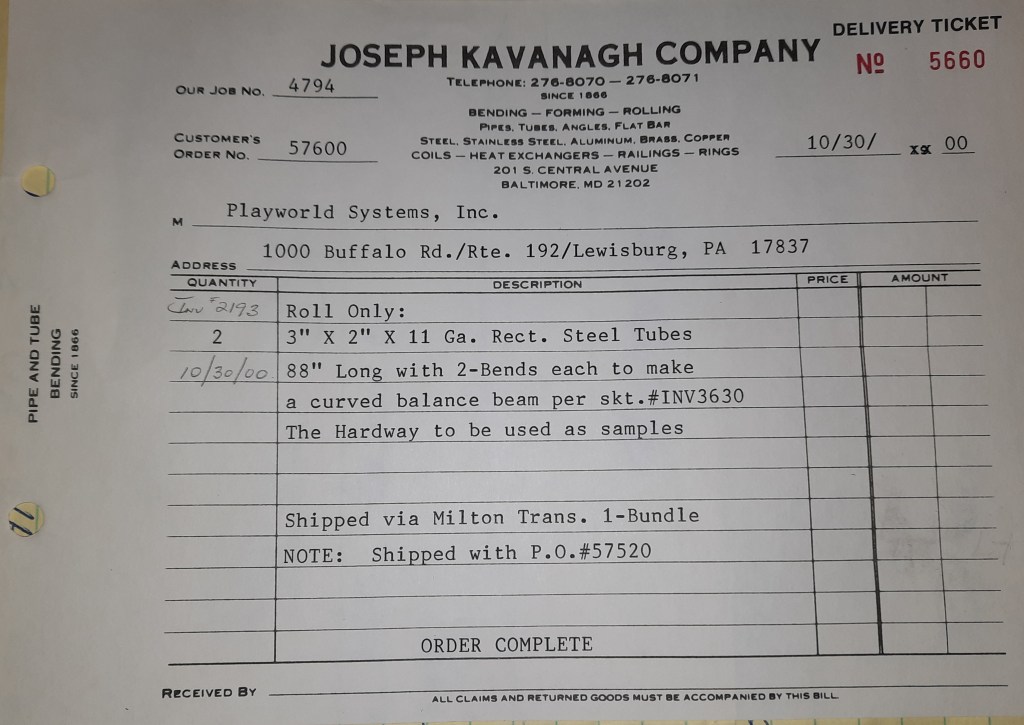 DELIVERY TICKET
JOSEPH KAVANAGH COMPANY
Nº 5660
TELEPHONE: 276-8070 — 276-8071
SINCE 1866
OUR JOB NO. 4794
BENDING — FORMING — ROLLING
PIPES, TUBES, ANGLES, FLAT BAR
STEEL, STAINLESS STEEL, ALUMINUM, BRASS, COPPER
COILS — HEAT EXCHANGERS — RAILINGS — RINGS
201 S. CENTRAL AVENUE
BALTIMORE, MD 21202
CUSTOMER'S
ORDER NO. 57600
10/30/ xx 00
M Playworld Systems, Inc.
ADDRESS 1000 Buffalo Rd./Rte. 192/Lewisburg, PA 17837
QUANTITY DESCRIPTION PRICE AMOUNT
Inv #2193 Roll Only:
2 3" X 2" X 11 Ga. Rect. Steel Tubes
10/30/00 88" Long with 2-Bends each to make
a curved balance beam per skt.#INV3630
The Hardway to be used as samples
Shipped via Milton Trans. 1-Bundle
NOTE: Shipped with P.O.#57520
ORDER COMPLETE
RECEIVED BY
ALL CLAIMS AND RETURNED GOODS MUST BE ACCOMPANIED BY THIS BILL.
PIPE AND TUBE
BENDING
SINCE 1866